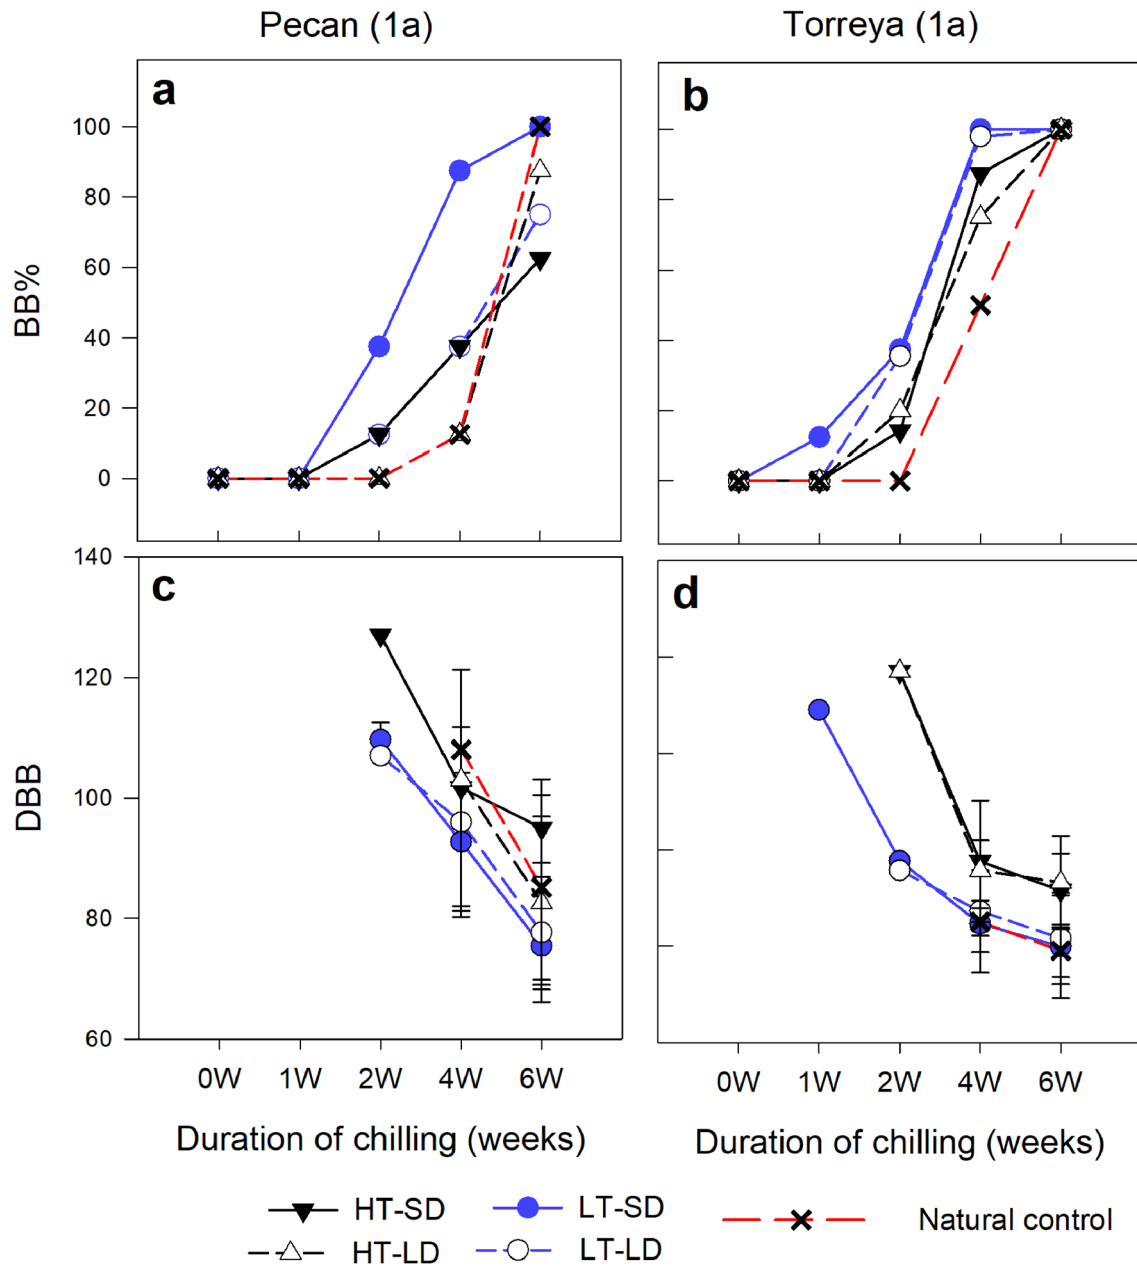 Pecan (1a) Torreya (1a)
a b
BB%
100
80
60
40
20
0
c d
DBB
140
120
100
80
60
0W 1W 2W 4W 6W 0W 1W 2W 4W 6W
Duration of chilling (weeks) Duration of chilling (weeks)
HT-SD LT-SD Natural control
HT-LD LT-LD